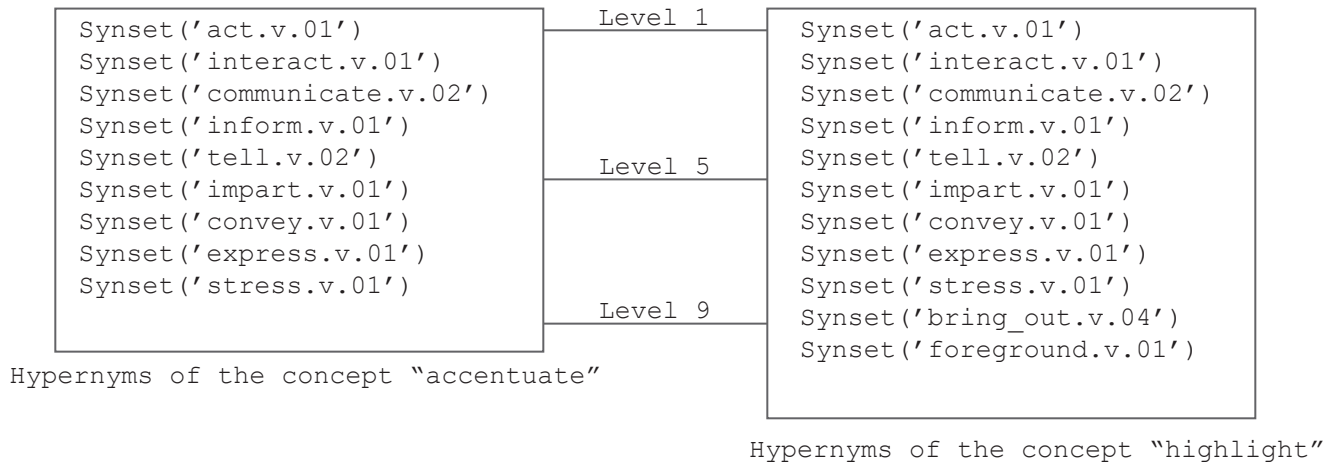 Synset('act.v.01')
Synset('interact.v.01')
Synset('communicate.v.02')
Synset('inform.v.01')
Synset('tell.v.02')
Synset('impart.v.01')
Synset('convey.v.01')
Synset('express.v.01')
Synset('stress.v.01')
Hypernyms of the concept “accentuate”
Level 1
Level 5
Level 9
Synset('act.v.01')
Synset('interact.v.01')
Synset('communicate.v.02')
Synset('inform.v.01')
Synset('tell.v.02')
Synset('impart.v.01')
Synset('convey.v.01')
Synset('express.v.01')
Synset('stress.v.01')
Synset('bring_out.v.04')
Synset('foreground.v.01')
Hypernyms of the concept “highlight”